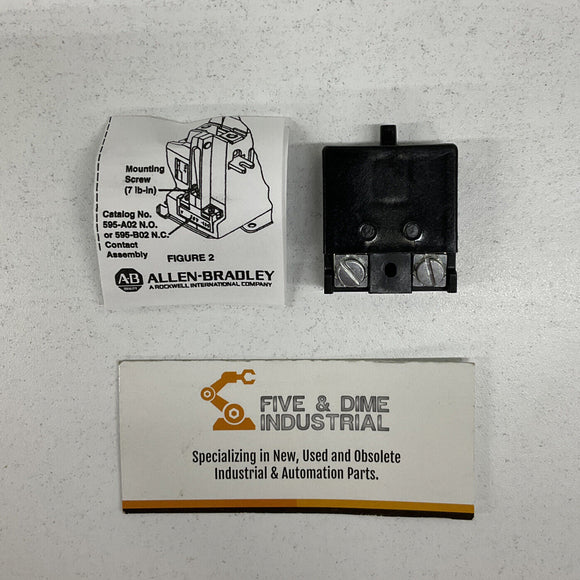 Mounting
Screw
(7 lb-in)
Catalog No.
595-A02 N.O.
or 595-B02 N.C.
Contact
Assembly
FIGURE 2
AB
ALLEN-BRADLEY
A ROCKWELL INTERNATIONAL COMPANY
FIVE & DIME
INDUSTRIAL
Specializing in New, Used and Obsolete
Industrial & Automation Parts.